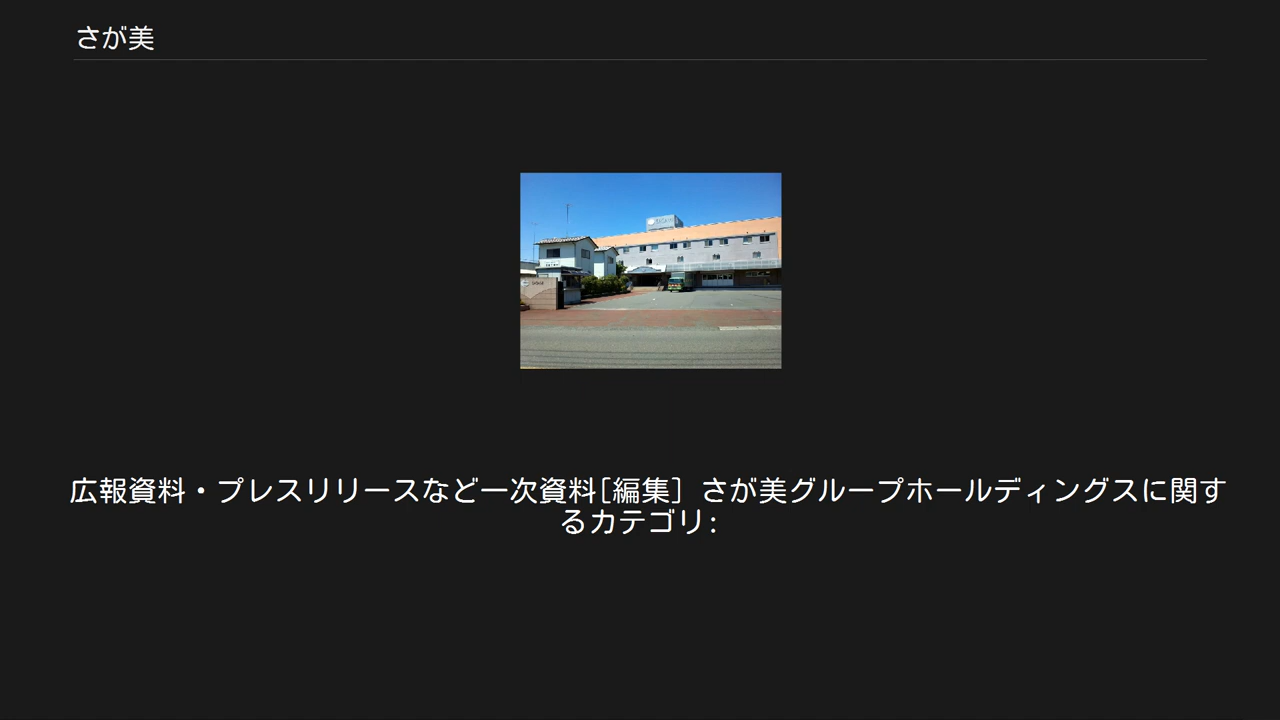 さが美
広報資料・プレスリリースなど一次資料[編集] さが美グループホールディングスに関す
るカテゴリ: